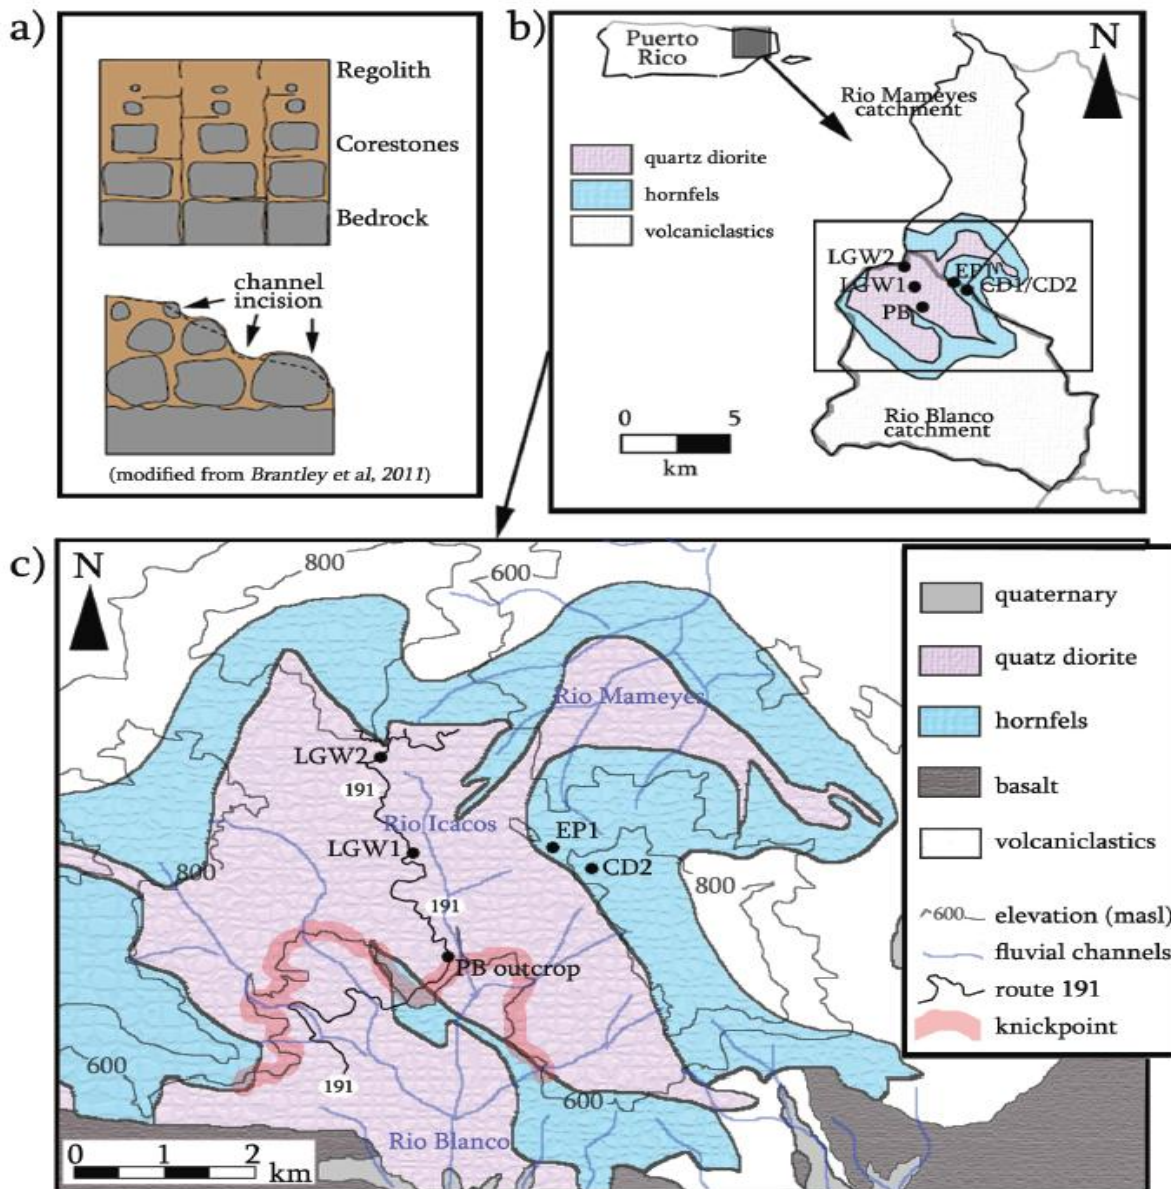 a)
Regolith
Corestones
Bedrock
channel
incision
(modified from Brantley et al, 2011)
b)
Puerto
Rico
N
Rio Mameyes
catchment
quartz diorite
hornfels
volcaniclastics
LGW2
LGW1
EP1
CD1/CD2
PB
0 5
km
Rio Blanco
catchment
c)
N
800
600
Rio Mameyes
LGW2
191
Rio Icacos
LGW1
EP1
CD2
800
800
191
PB outcrop
600
191
600
Rio Blanco
0 1 2
km
quaternary
quatz diorite
hornfels
basalt
volcaniclastics
600 elevation (masl)
fluvial channels
route 191
knickpoint